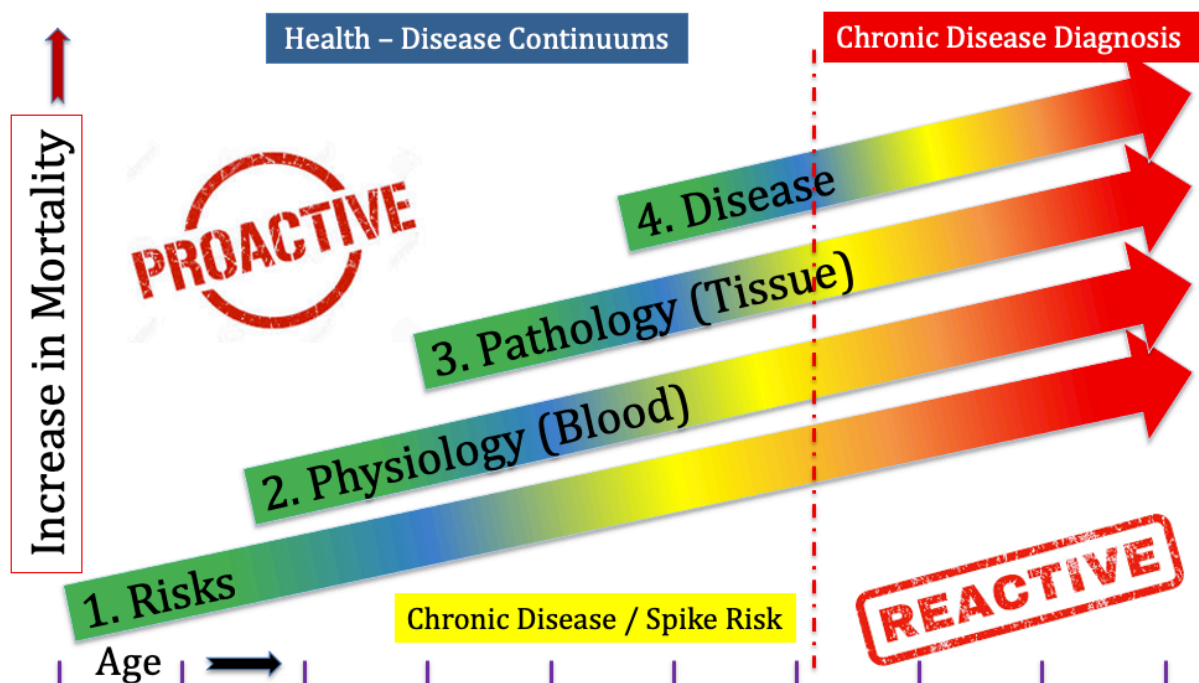 Health – Disease Continuums
Chronic Disease Diagnosis
Increase in Mortality
PROACTIVE
4. Disease
3. Pathology (Tissue)
2. Physiology (Blood)
1. Risks
Chronic Disease / Spike Risk
REACTIVE
Age